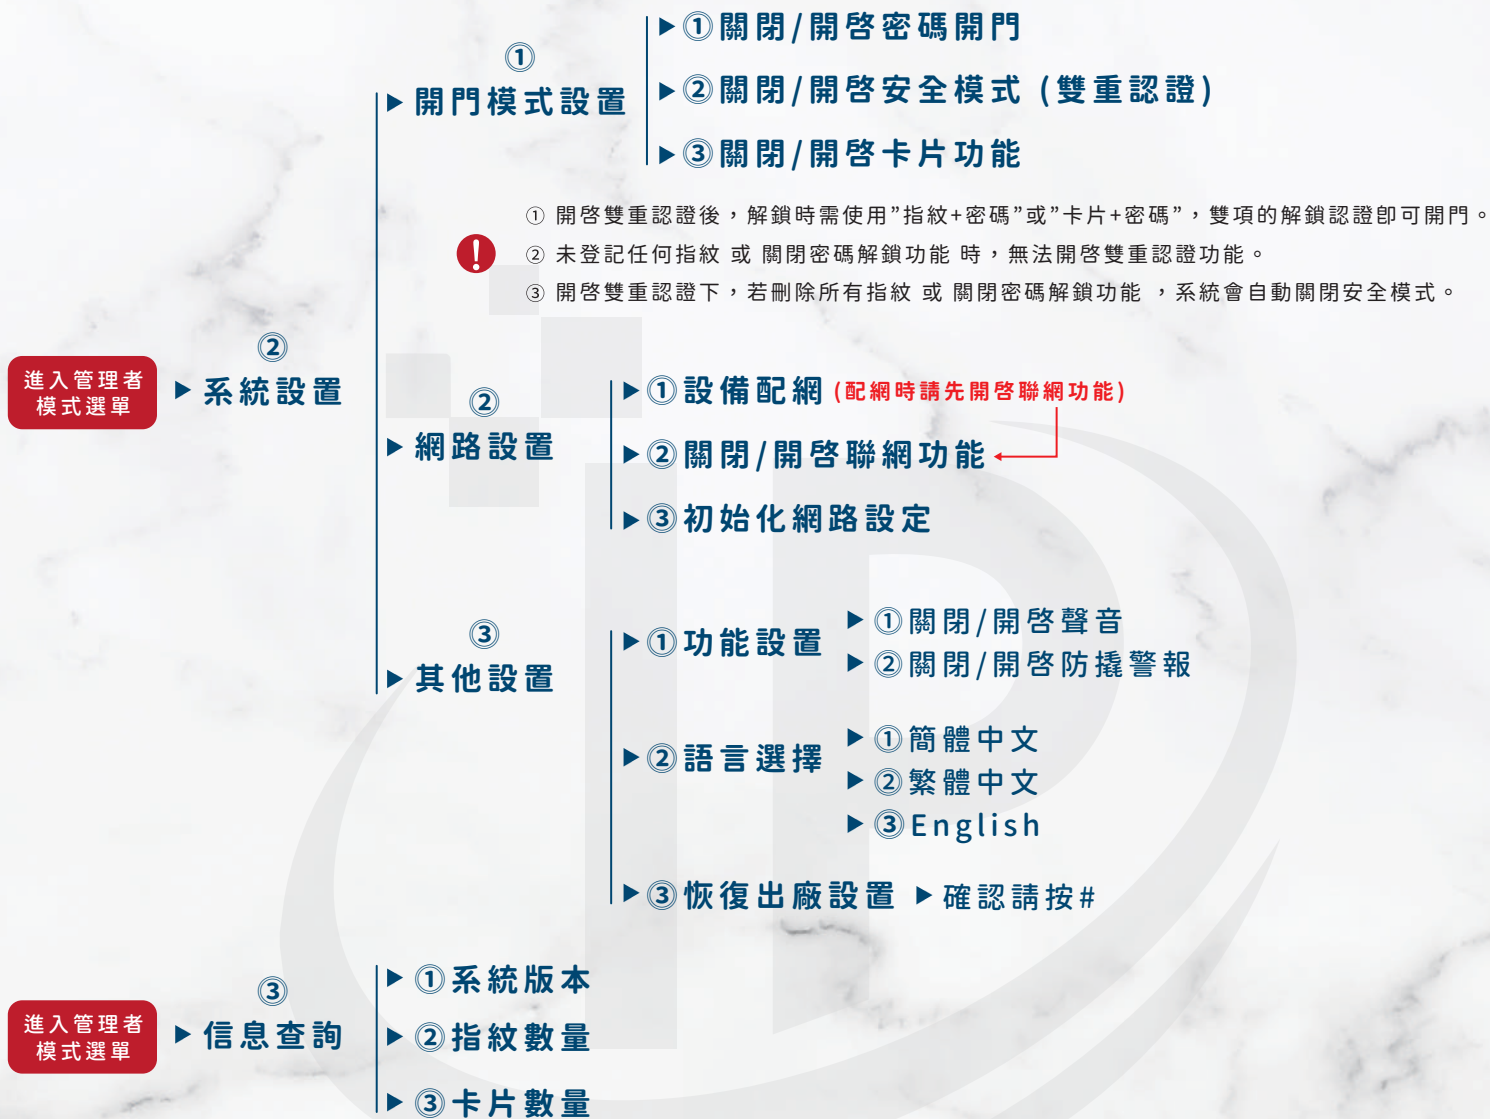 ①
開門模式設置
①關閉/開啓密碼開門
②關閉/開啓安全模式 (雙重認證)
③關閉/開啓卡片功能
① 開啓雙重認證後，解鎖時需使用”指紋+密碼”或”卡片+密碼”，雙項的解鎖認證即可開門。
② 未登記任何指紋 或 關閉密碼解鎖功能 時，無法開啓雙重認證功能。
③ 開啓雙重認證下，若刪除所有指紋 或 關閉密碼解鎖功能 ，系統會自動關閉安全模式。
進入管理者
模式選單
②
系統設置
②
網路設置
①設備配網 (配網時請先開啓聯網功能)
②關閉/開啓聯網功能
③初始化網路設定
③
其他設置
①功能設置
①關閉/開啓聲音
②關閉/開啓防撬警報
②語言選擇
①簡體中文
②繁體中文
③English
③恢復出廠設置 確認請按#
進入管理者
模式選單
③
信息查詢
①系統版本
②指紋數量
③卡片數量